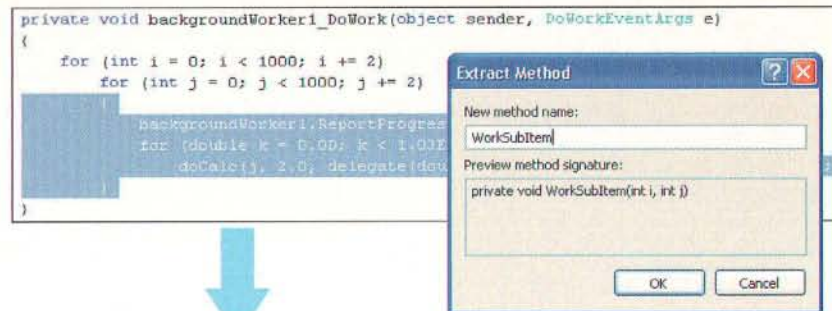 private void backgroundWorker1_DoWork(object sender, DoWorkEventArgs e)
{
for (int i = 0; i < 1000; i += 2)
for (int j = 0; j < 1000; j += 2)
{
backgroundWorker1.ReportProgres
for (double k = 0.0D; k < 1.03E
doCalc(j, 2.0, delegate(dou
}
}
Extract Method
New method name:
WorkSubItem
Preview method signature:
private void WorkSubItem(int i, int j)
OK
Cancel